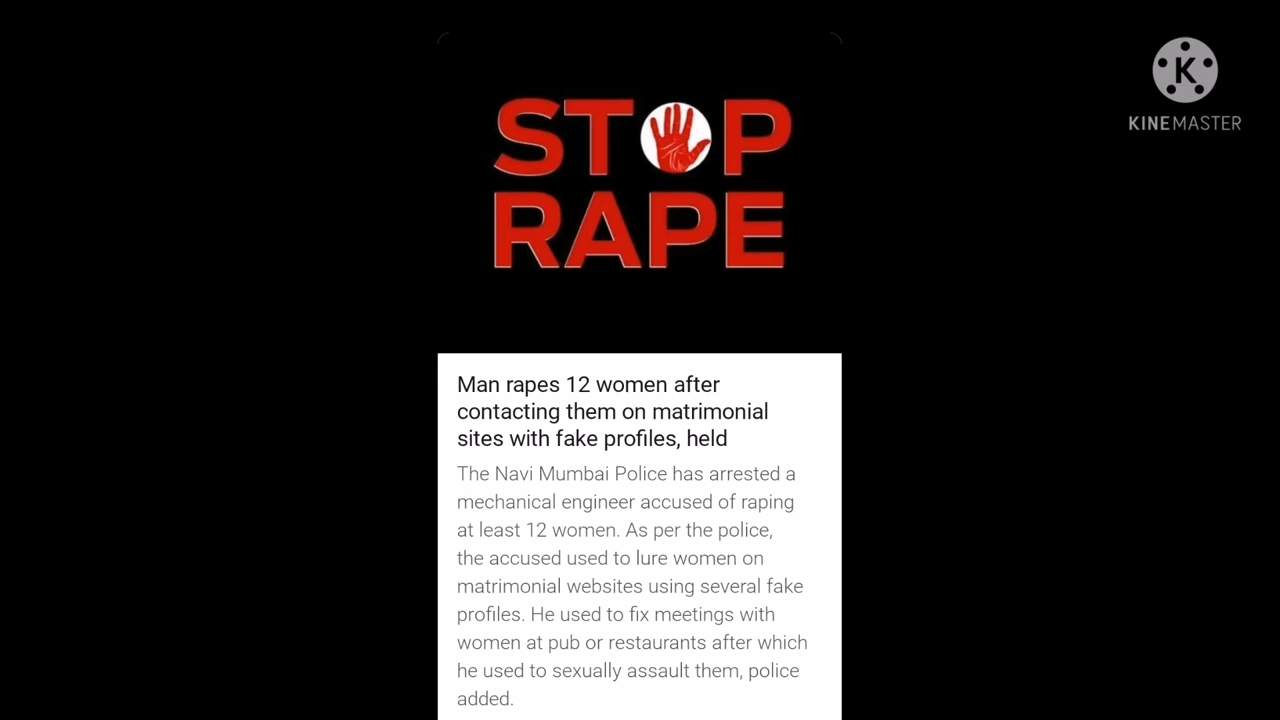 STOP
RAPE
K
KINEMASTER
Man rapes 12 women after
contacting them on matrimonial
sites with fake profiles, held
The Navi Mumbai Police has arrested a
mechanical engineer accused of raping
at least 12 women. As per the police,
the accused used to lure women on
matrimonial websites using several fake
profiles. He used to fix meetings with
women at pub or restaurants after which
he used to sexually assault them, police
added.